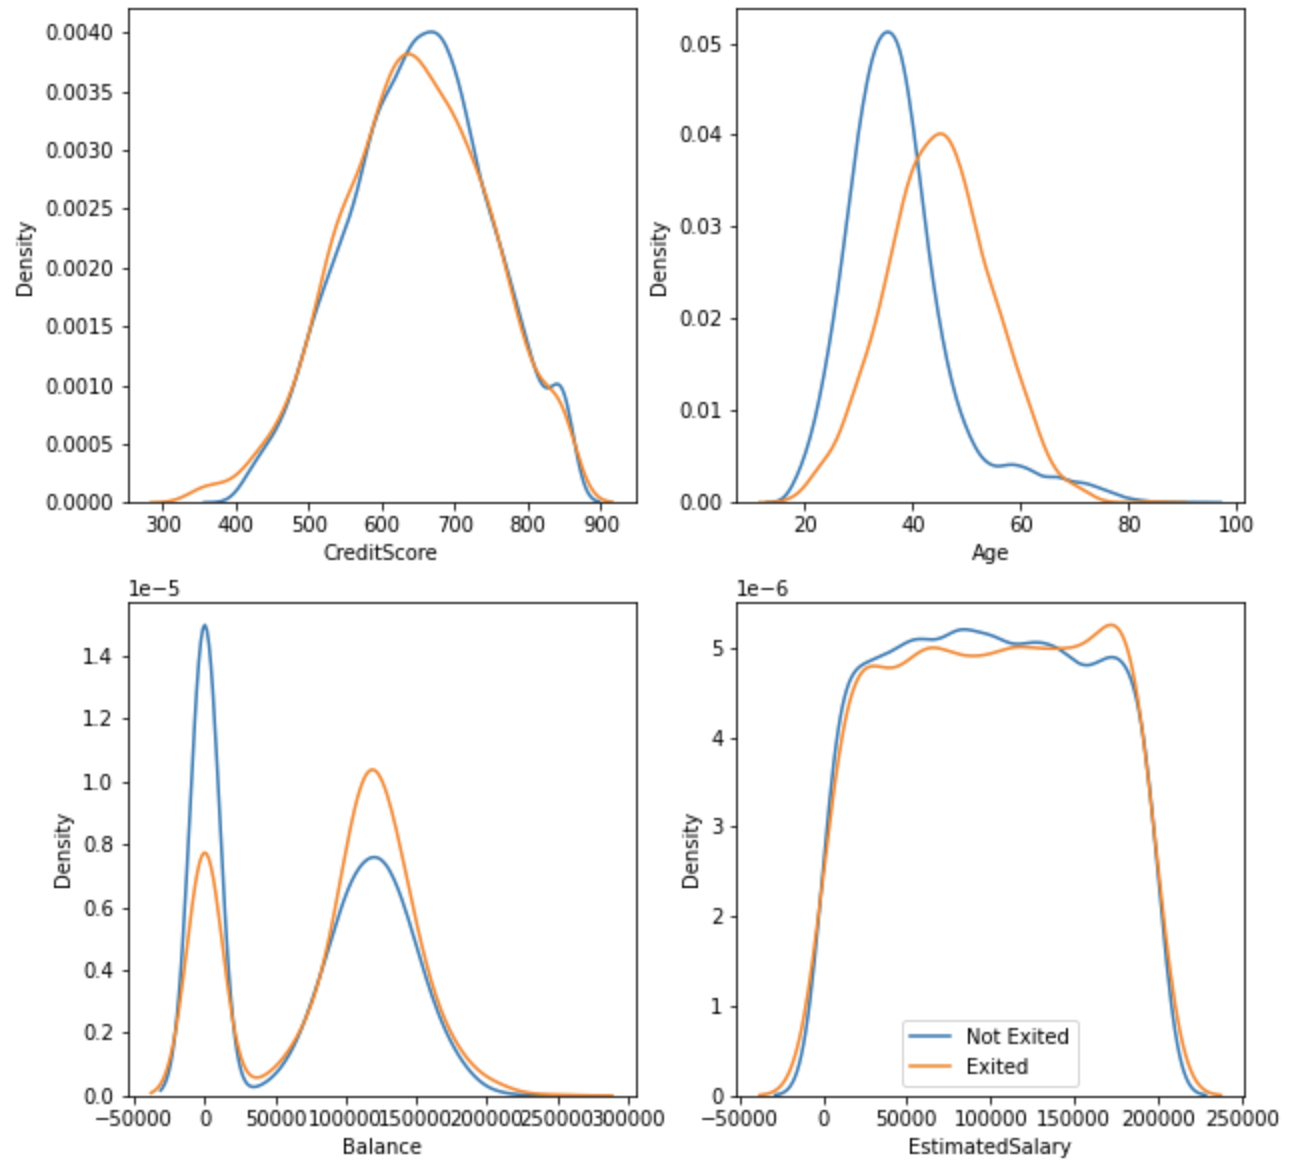 0.0040
0.0035
0.0030
0.0025
0.0020
0.0015
0.0010
0.0005
0.0000
Density
300 400 500 600 700 800 900
CreditScore
0.05
0.04
0.03
0.02
0.01
0.00
Density
20 40 60 80 100
Age
1e−5
1.4
1.2
1.0
0.8
0.6
0.4
0.2
0.0
Density
−50000 0 50000 100000 150000 200000 250000 300000
Balance
1e−6
5
4
3
2
1
0
Density
Not Exited
Exited
−50000 0 50000 100000 150000 200000 250000
EstimatedSalary